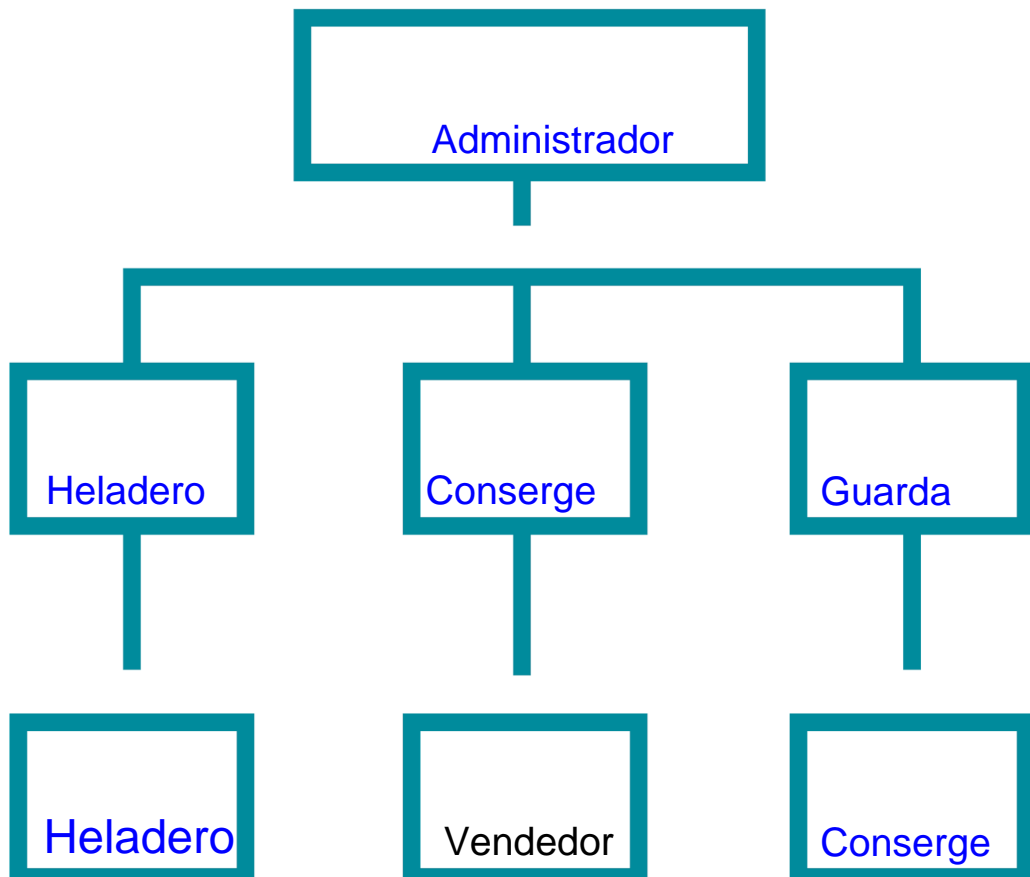 Administrador
Heladero
Conserge
Guarda
Heladero
Vendedor
Conserge